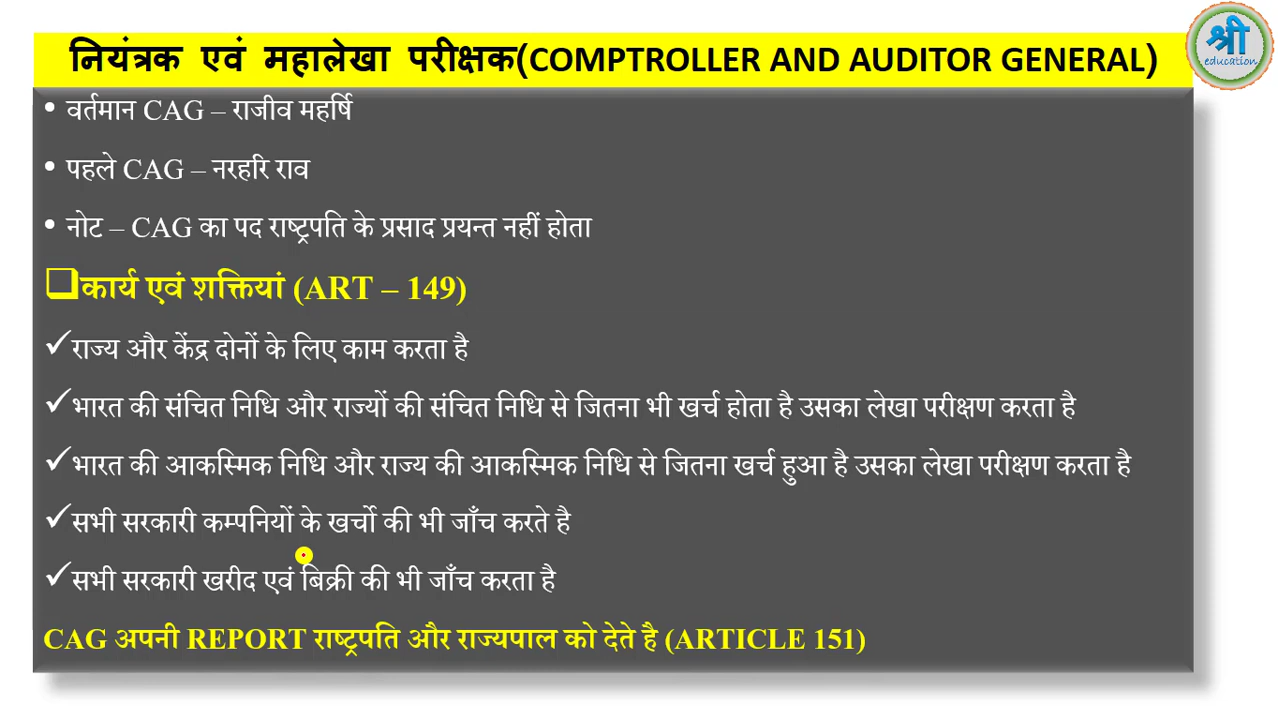 नियंत्रक एवं महालेखा परीक्षक(COMPTROLLER AND AUDITOR GENERAL)
श्री
education
• वर्तमान CAG – राजीव महर्षि
• पहले CAG – नरहरि राव
• नोट – CAG का पद राष्ट्रपति के प्रसाद प्रयन्त नहीं होता
❑कार्य एवं शक्तियां (ART – 149)
✓राज्य और केंद्र दोनों के लिए काम करता है
✓भारत की संचित निधि और राज्यों की संचित निधि से जितना भी खर्च होता है उसका लेखा परीक्षण करता है
✓भारत की आकस्मिक निधि और राज्य की आकस्मिक निधि से जितना खर्च हुआ है उसका लेखा परीक्षण करता है
✓सभी सरकारी कम्पनियों के खर्चो की भी जाँच करते है
✓सभी सरकारी खरीद एवं बिक्री की भी जाँच करता है
CAG अपनी REPORT राष्ट्रपति और राज्यपाल को देते है (ARTICLE 151)